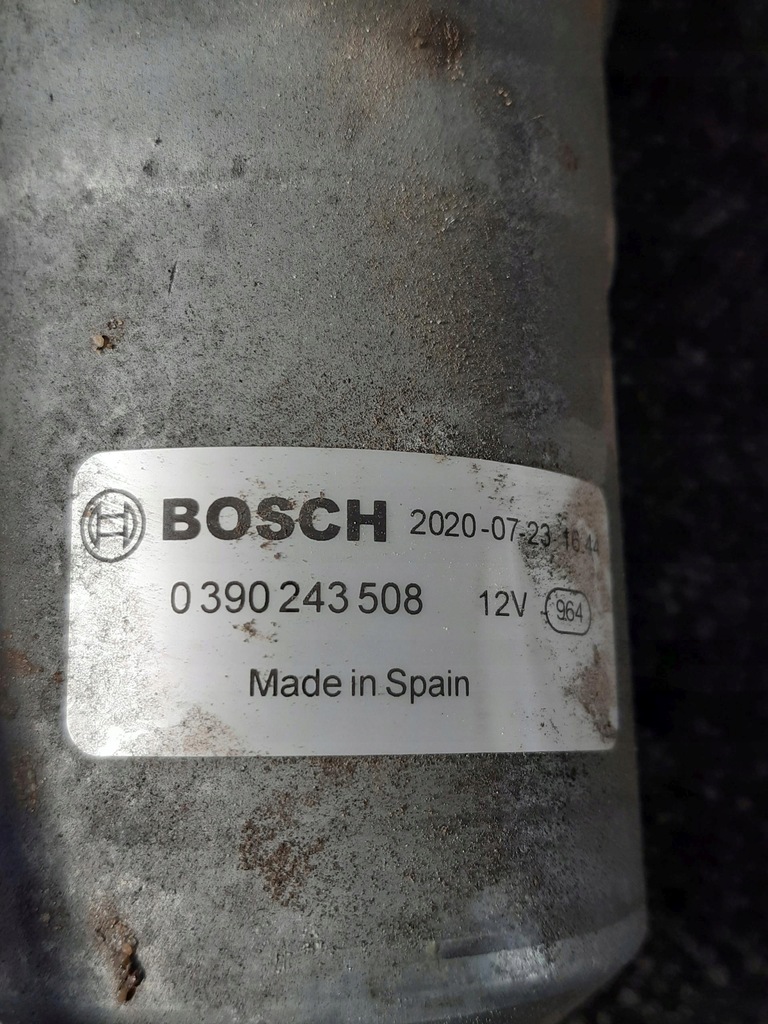 BOSCH 2020-07-23 16:44
0 390 243 508 12V 964
Made in Spain